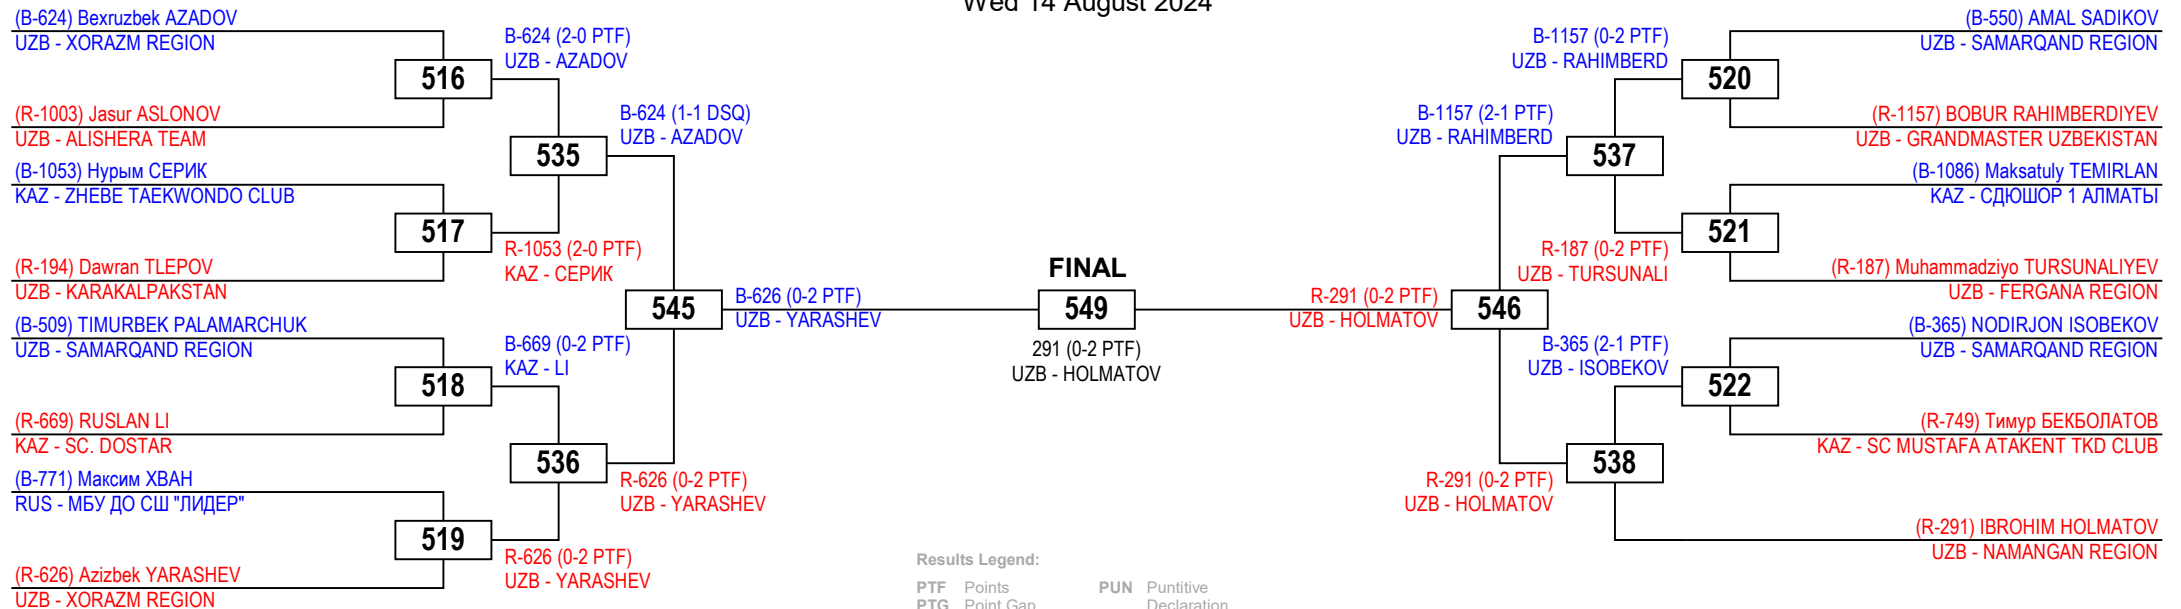 Wed 14 August 2024
(B-624) Bexruzbek AZADOV
UZB - XORAZM REGION
(R-1003) Jasur ASLONOV
UZB - ALISHERA TEAM
(B-1053) Нурым СЕРИК
KAZ - ZHEBE TAEKWONDO CLUB
(R-194) Dawran TLEPOV
UZB - KARAKALPAKSTAN
(B-509) TIMURBEK PALAMARCHUK
UZB - SAMARQAND REGION
(R-669) RUSLAN LI
KAZ - SC. DOSTAR
(B-771) Максим ХВАН
RUS - МБУ ДО СШ "ЛИДЕР"
(R-626) Azizbek YARASHEV
UZB - XORAZM REGION
516
517
518
519
B-624 (2-0 PTF)
UZB - AZADOV
R-1053 (2-0 PTF)
KAZ - СЕРИК
B-669 (0-2 PTF)
KAZ - LI
R-626 (0-2 PTF)
UZB - YARASHEV
535
536
B-624 (1-1 DSQ)
UZB - AZADOV
R-626 (0-2 PTF)
UZB - YARASHEV
545
B-626 (0-2 PTF)
UZB - YARASHEV
FINAL
549
291 (0-2 PTF)
UZB - HOLMATOV
R-291 (0-2 PTF)
UZB - HOLMATOV
546
B-1157 (2-1 PTF)
UZB - RAHIMBERD
R-291 (0-2 PTF)
UZB - HOLMATOV
537
538
B-1157 (0-2 PTF)
UZB - RAHIMBERD
R-187 (0-2 PTF)
UZB - TURSUNALI
B-365 (2-1 PTF)
UZB - ISOBEKOV
520
521
522
(B-550) AMAL SADIKOV
UZB - SAMARQAND REGION
(R-1157) BOBUR RAHIMBERDIYEV
UZB - GRANDMASTER UZBEKISTAN
(B-1086) Maksatuly TEMIRLAN
KAZ - СДЮШОР 1 АЛМАТЫ
(R-187) Muhammadziyo TURSUNALIYEV
UZB - FERGANA REGION
(B-365) NODIRJON ISOBEKOV
UZB - SAMARQAND REGION
(R-749) Тимур БЕКБОЛАТОВ
KAZ - SC MUSTAFA ATAKENT TKD CLUB
(R-291) IBROHIM HOLMATOV
UZB - NAMANGAN REGION
Results Legend:
PTF Points PUN Puntitive
PTG Point Gap Declaration